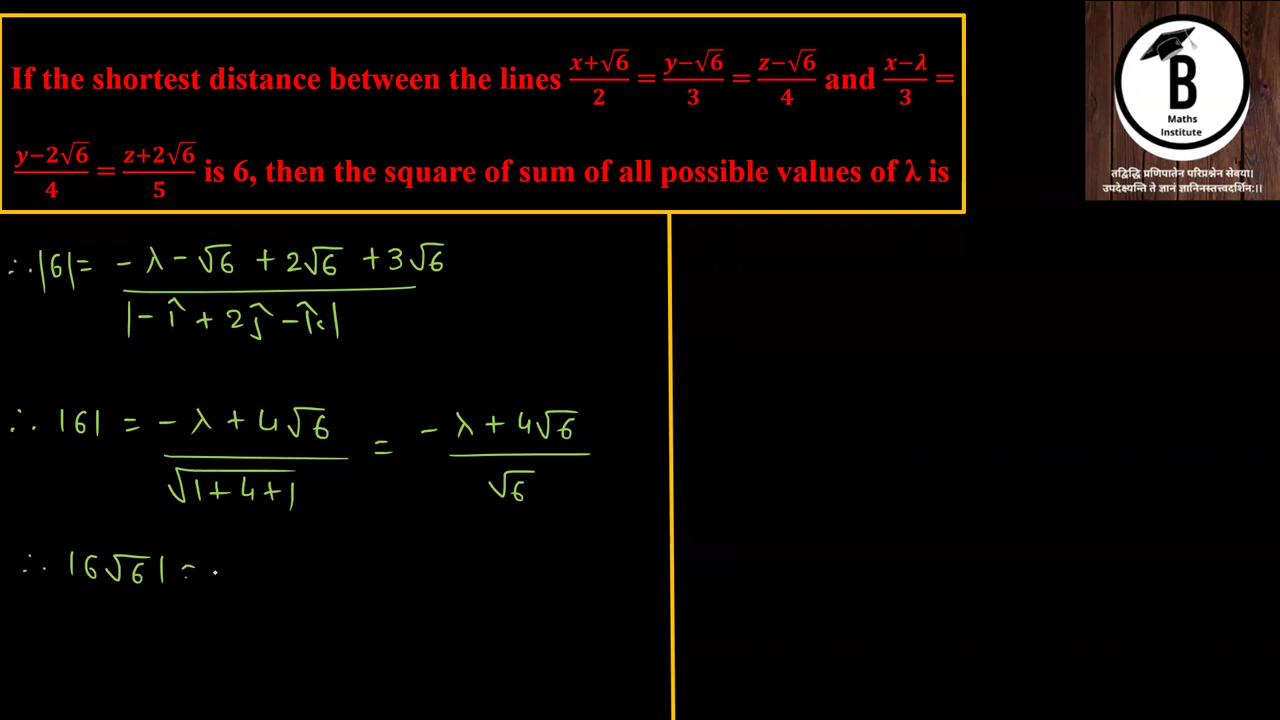 If the shortest distance between the lines (x+√6)/2 = (y−√6)/3 = (z−√6)/4 and (x−λ)/3 =
(y−2√6)/4 = (z+2√6)/5 is 6, then the square of sum of all possible values of λ is
B
Maths
Institute
तद्विद्धि प्रणिपातेन परिप्रश्नेन सेवया।
उपदेक्ष्यन्ति ते ज्ञानं ज्ञानिनस्तत्त्वदर्शिन:।।
∴ |6| = (−λ − √6 + 2√6 + 3√6) / |−î + 2ĵ − k̂|
∴ |6| = (−λ + 4√6) / √(1+4+1) = (−λ + 4√6) / √6
∴ |6√6| =